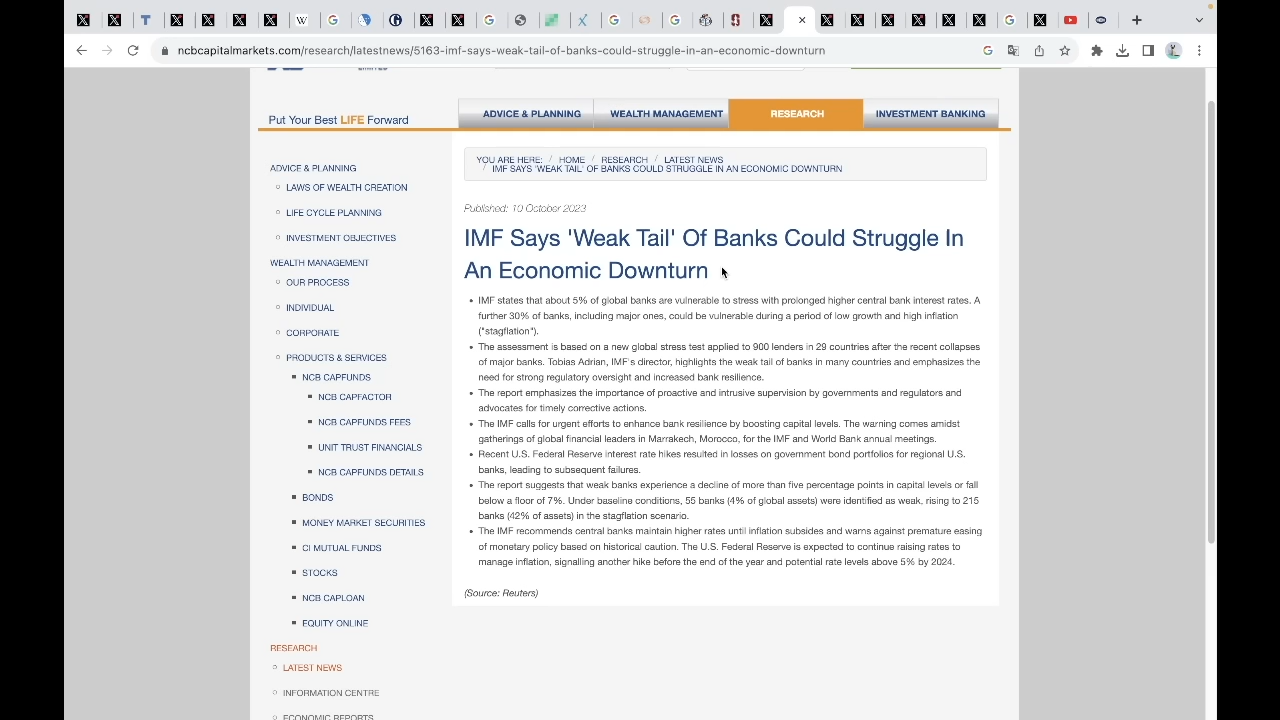 ncbcapitalmarkets.com/research/latestnews/5163-imf-says-weak-tail-of-banks-could-struggle-in-an-economic-downturn
LIMITED
Put Your Best LIFE Forward
ADVICE & PLANNING
WEALTH MANAGEMENT
RESEARCH
INVESTMENT BANKING
ADVICE & PLANNING
LAWS OF WEALTH CREATION
LIFE CYCLE PLANNING
INVESTMENT OBJECTIVES
WEALTH MANAGEMENT
OUR PROCESS
INDIVIDUAL
CORPORATE
PRODUCTS & SERVICES
NCB CAPFUNDS
NCB CAPFACTOR
NCB CAPFUNDS FEES
UNIT TRUST FINANCIALS
NCB CAPFUNDS DETAILS
BONDS
MONEY MARKET SECURITIES
CI MUTUAL FUNDS
STOCKS
NCB CAPLOAN
EQUITY ONLINE
RESEARCH
LATEST NEWS
INFORMATION CENTRE
ECONOMIC REPORTS
YOU ARE HERE: / HOME / RESEARCH / LATEST NEWS
/ IMF SAYS 'WEAK TAIL' OF BANKS COULD STRUGGLE IN AN ECONOMIC DOWNTURN
Published: 10 October 2023
IMF Says 'Weak Tail' Of Banks Could Struggle In
An Economic Downturn
• IMF states that about 5% of global banks are vulnerable to stress with prolonged higher central bank interest rates. A
further 30% of banks, including major ones, could be vulnerable during a period of low growth and high inflation
("stagflation").
• The assessment is based on a new global stress test applied to 900 lenders in 29 countries after the recent collapses
of major banks. Tobias Adrian, IMF's director, highlights the weak tail of banks in many countries and emphasizes the
need for strong regulatory oversight and increased bank resilience.
• The report emphasizes the importance of proactive and intrusive supervision by governments and regulators and
advocates for timely corrective actions.
• The IMF calls for urgent efforts to enhance bank resilience by boosting capital levels. The warning comes amidst
gatherings of global financial leaders in Marrakech, Morocco, for the IMF and World Bank annual meetings.
• Recent U.S. Federal Reserve interest rate hikes resulted in losses on government bond portfolios for regional U.S.
banks, leading to subsequent failures.
• The report suggests that weak banks experience a decline of more than five percentage points in capital levels or fall
below a floor of 7%. Under baseline conditions, 55 banks (4% of global assets) were identified as weak, rising to 215
banks (42% of assets) in the stagflation scenario.
• The IMF recommends central banks maintain higher rates until inflation subsides and warns against premature easing
of monetary policy based on historical caution. The U.S. Federal Reserve is expected to continue raising rates to
manage inflation, signalling another hike before the end of the year and potential rate levels above 5% by 2024.
(Source: Reuters)